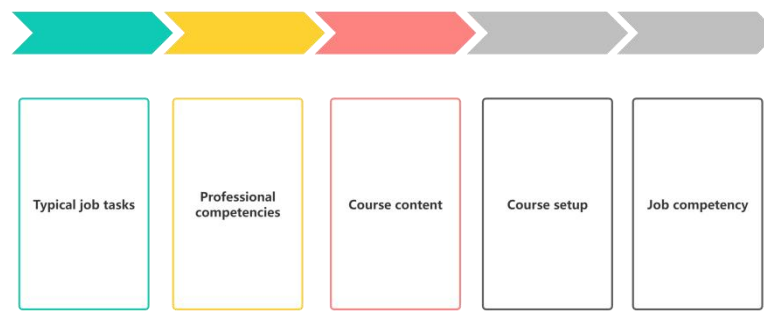 Typical job tasks
Professional
competencies
Course content
Course setup
Job competency